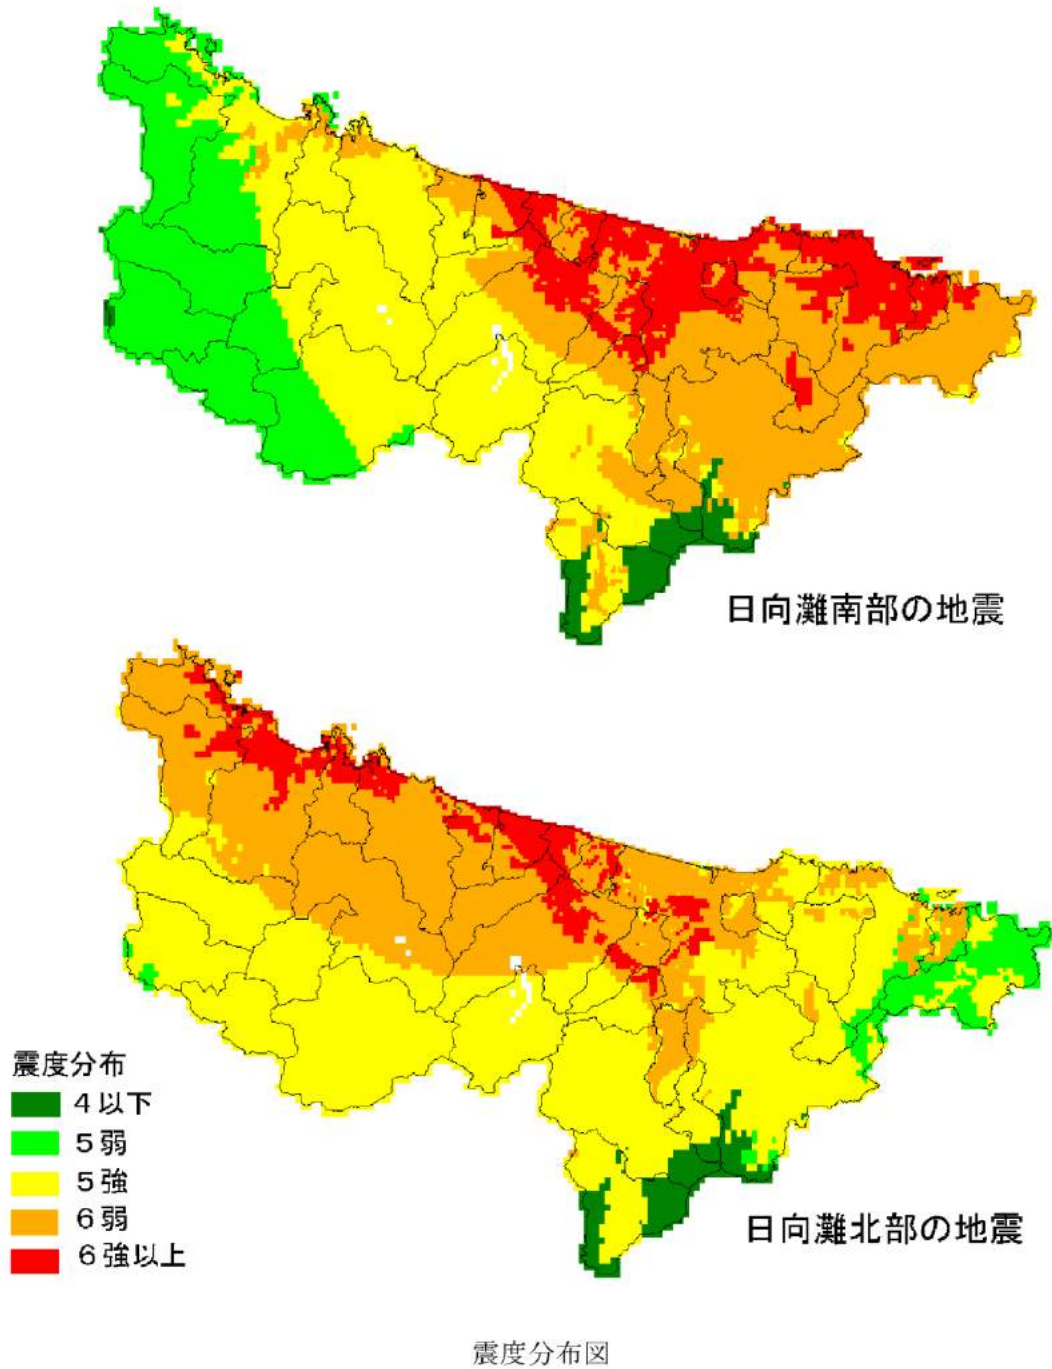 日向灘南部の地震
日向灘北部の地震
震度分布
4以下
5弱
5強
6弱
6強以上
震度分布図